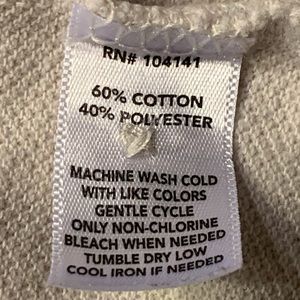 RN# 104141
60% COTTON
40% POLYESTER
MACHINE WASH COLD
WITH LIKE COLORS
GENTLE CYCLE
ONLY NON-CHLORINE
BLEACH WHEN NEEDED
TUMBLE DRY LOW
COOL IRON IF NEEDED